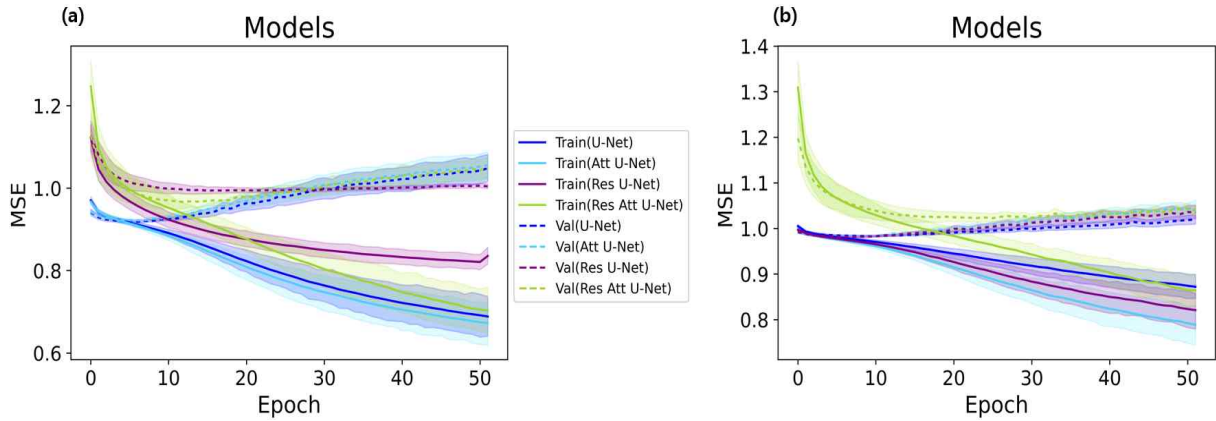 (a)
Models
MSE
1.2
1.0
0.8
0.6
0
10
20
30
40
50
Epoch
Train(U-Net)
Train(Att U-Net)
Train(Res U-Net)
Train(Res Att U-Net)
Val(U-Net)
Val(Att U-Net)
Val(Res U-Net)
Val(Res Att U-Net)
(b)
Models
MSE
1.4
1.3
1.2
1.1
1.0
0.9
0.8
0
10
20
30
40
50
Epoch